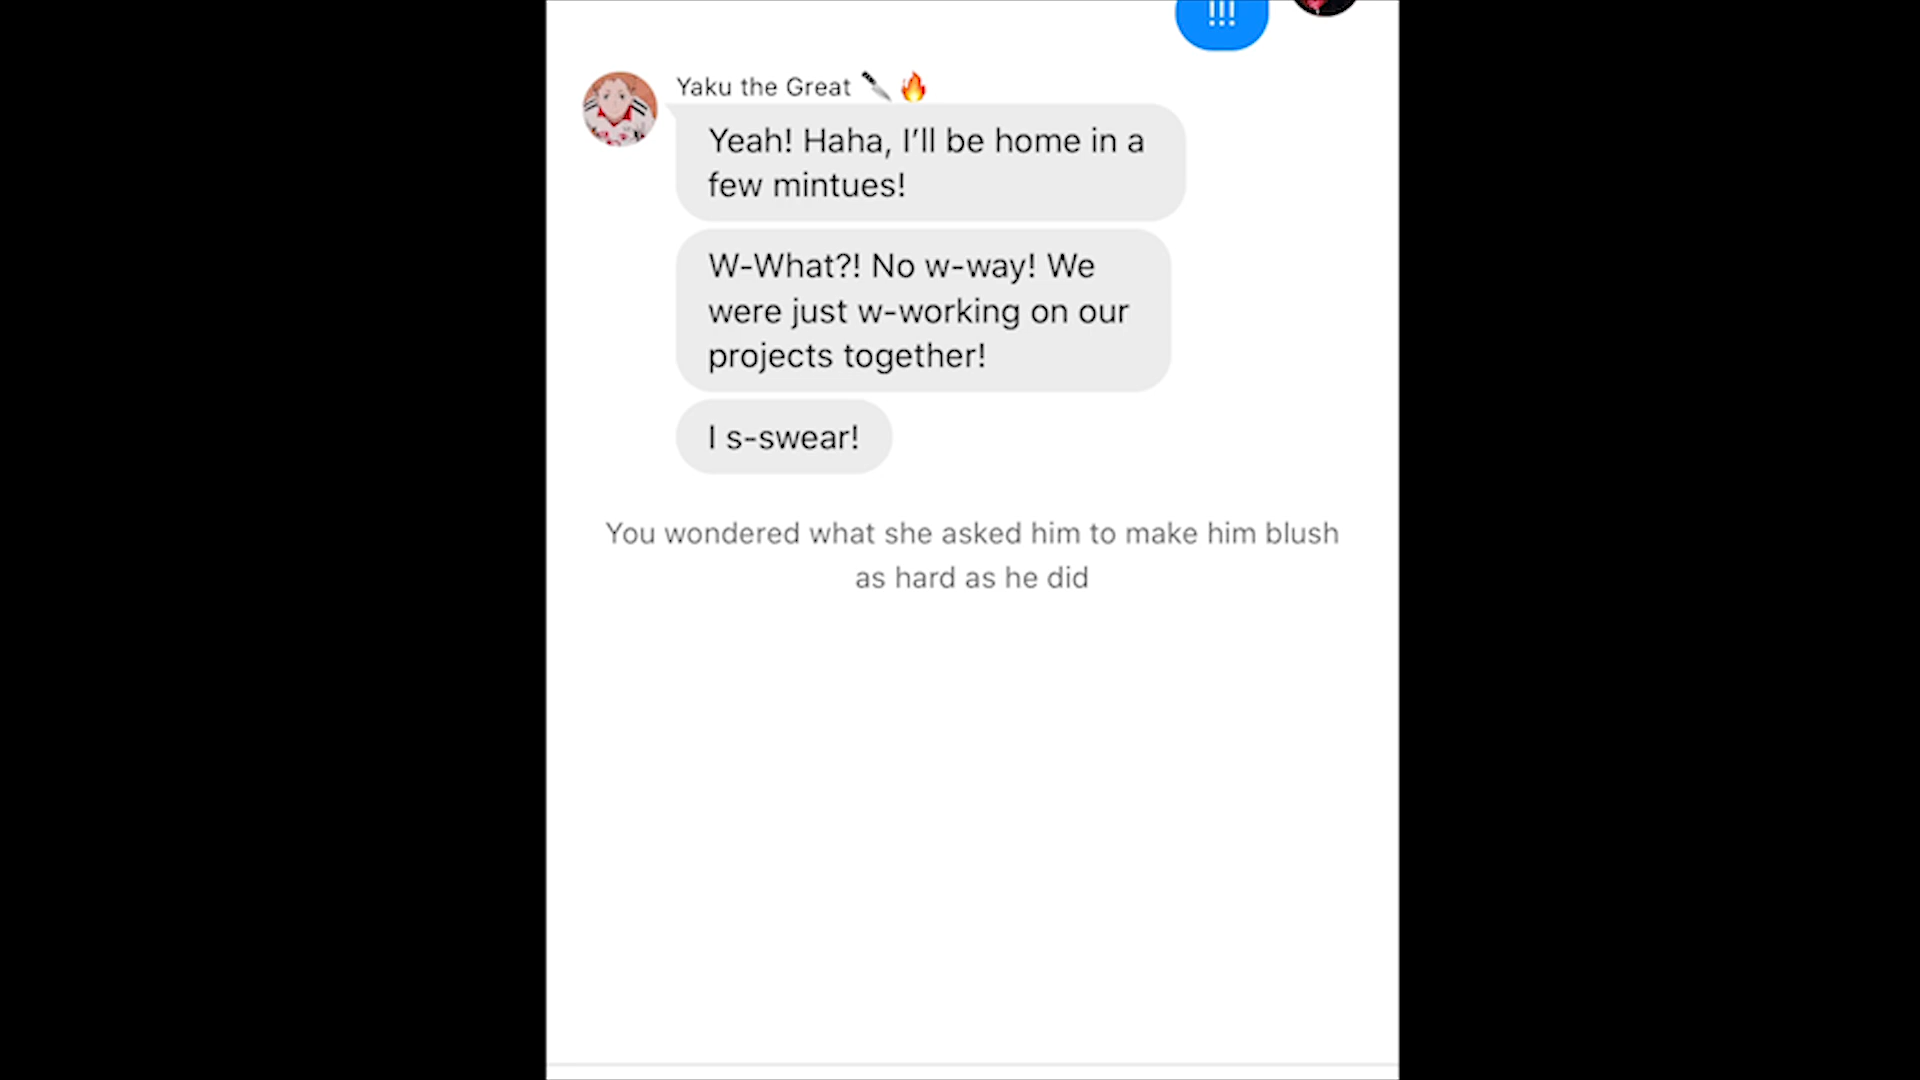 !!!
Yaku the Great 🔪 🔥
Yeah! Haha, I’ll be home in a
few mintues!
W-What?! No w-way! We
were just w-working on our
projects together!
I s-swear!
You wondered what she asked him to make him blush
as hard as he did